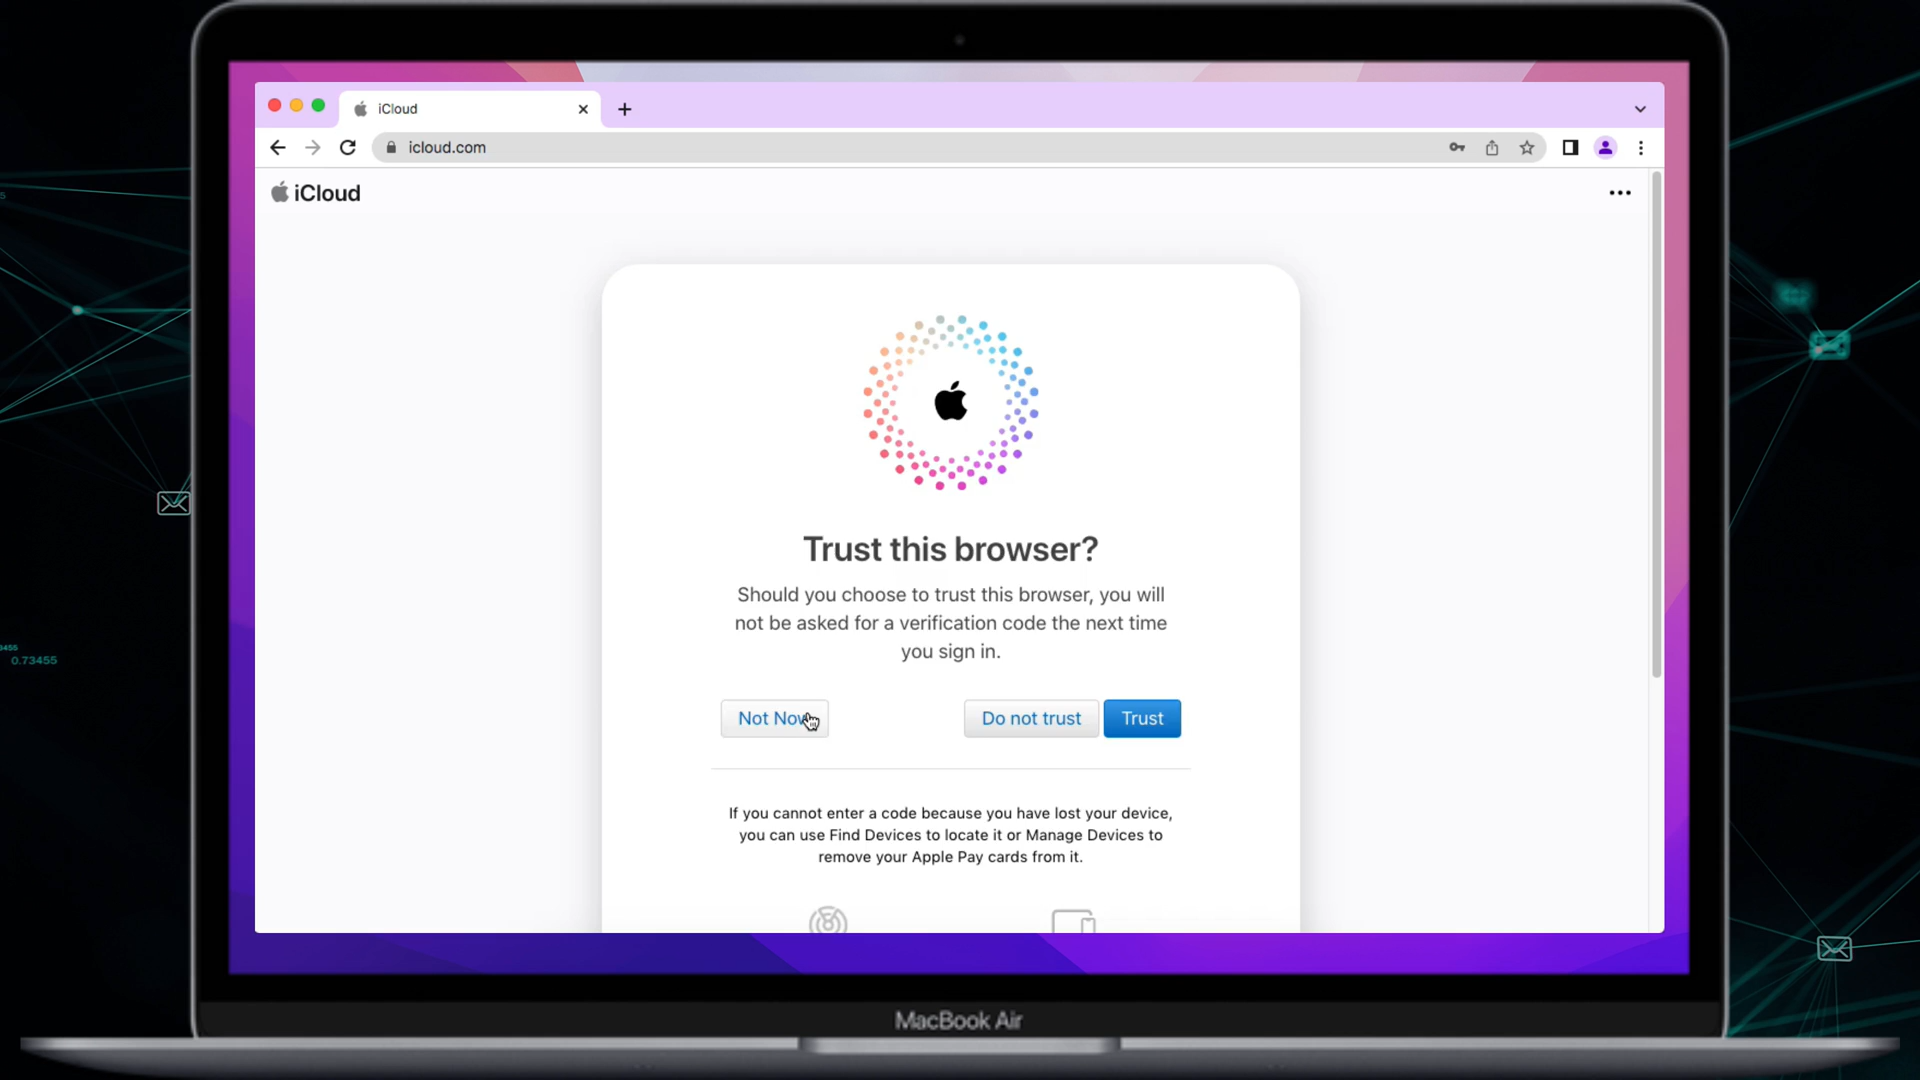 iCloud
icloud.com
iCloud
Trust this browser?
Should you choose to trust this browser, you will
not be asked for a verification code the next time
you sign in.
Not Now
Do not trust
Trust
If you cannot enter a code because you have lost your device,
you can use Find Devices to locate it or Manage Devices to
remove your Apple Pay cards from it.
3455
0.73455
MacBook Air